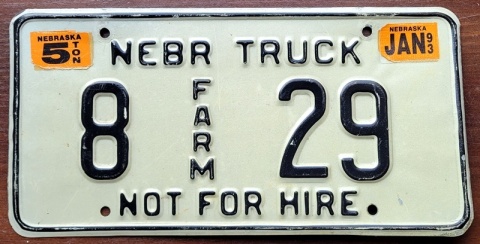 NEBRASKA
5 TON
NEBR TRUCK
NEBRASKA
JAN 93
8 FARM 29
NOT FOR HIRE